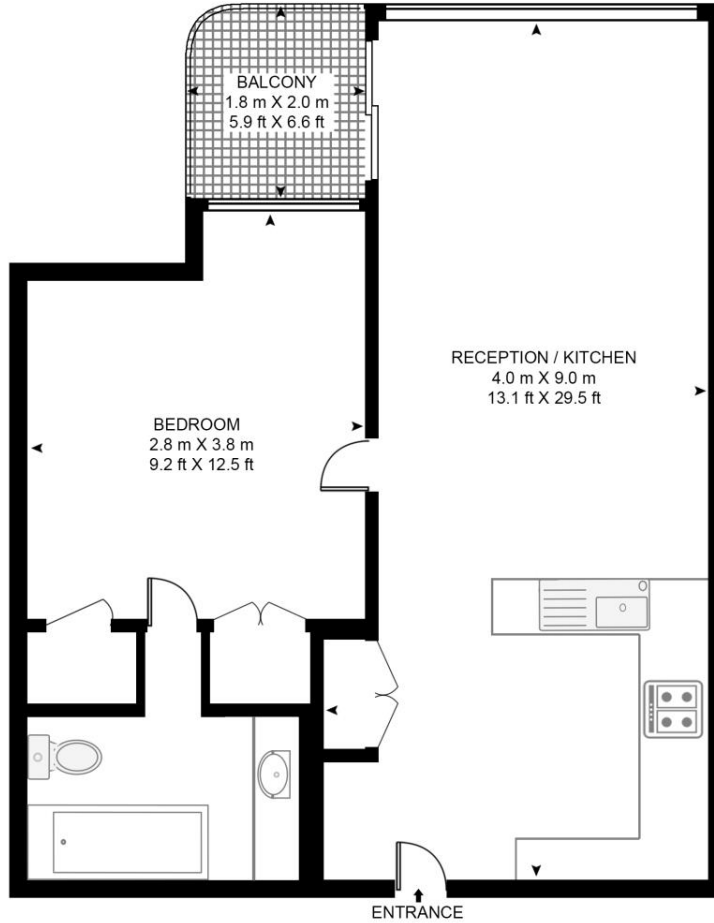 BALCONY
1.8 m X 2.0 m
5.9 ft X 6.6 ft
RECEPTION / KITCHEN
4.0 m X 9.0 m
13.1 ft X 29.5 ft
BEDROOM
2.8 m X 3.8 m
9.2 ft X 12.5 ft
ENTRANCE